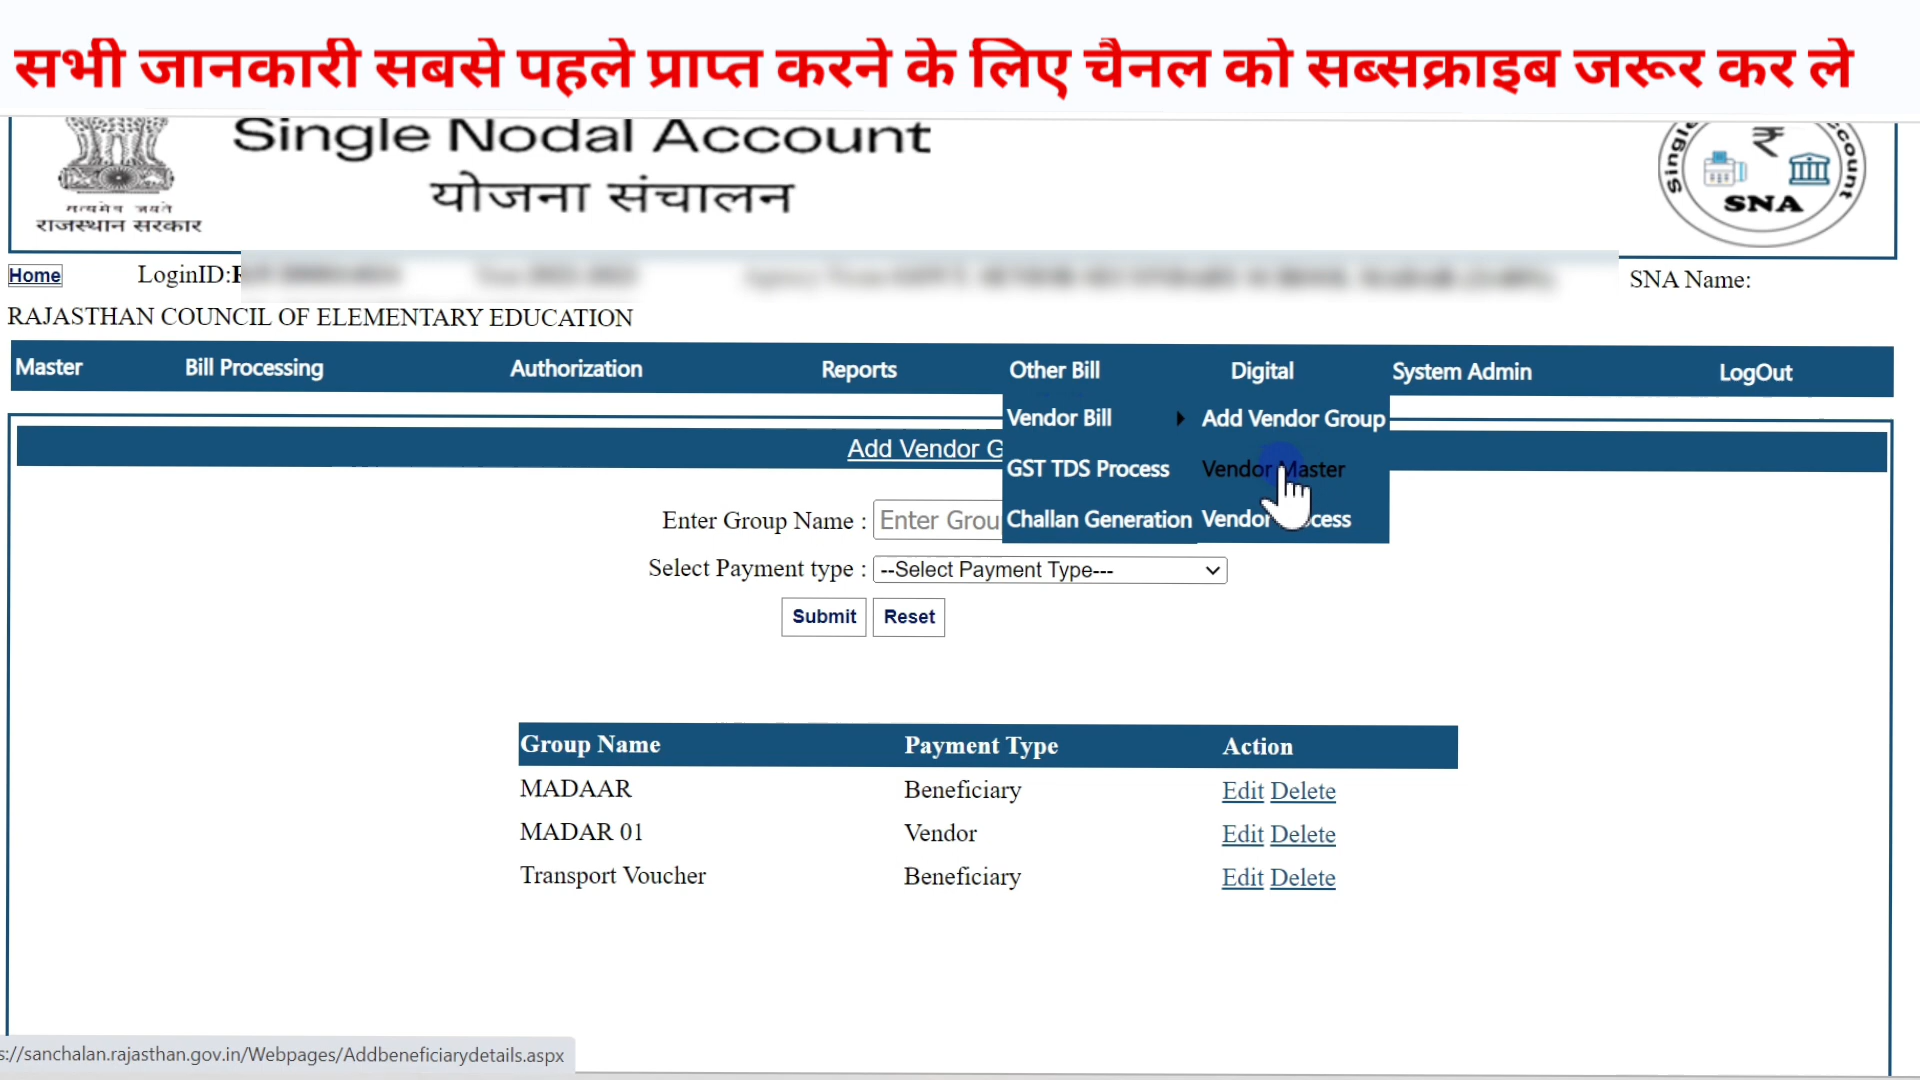 सभी जानकारी सबसे पहले प्राप्त करने के लिए चैनल को सब्सक्राइब जरूर कर ले
Single Nodal Account
योजना संचालन
सत्यमेव जयते
राजस्थान सरकार
SNA
Home LoginID: SNA Name:
RAJASTHAN COUNCIL OF ELEMENTARY EDUCATION
Master Bill Processing Authorization Reports Other Bill Digital System Admin LogOut
Vendor Bill Add Vendor Group
Add Vendor G
GST TDS Process Vendor Master
Challan Generation Vendor
Enter Group Name : Enter Grou
Select Payment type : --Select Payment Type---
Submit Reset
Group Name Payment Type Action
MADAAR Beneficiary Edit Delete
MADAR 01 Vendor Edit Delete
Transport Voucher Beneficiary Edit Delete
s://sanchalan.rajasthan.gov.in/Webpages/Addbeneficiarydetails.aspx